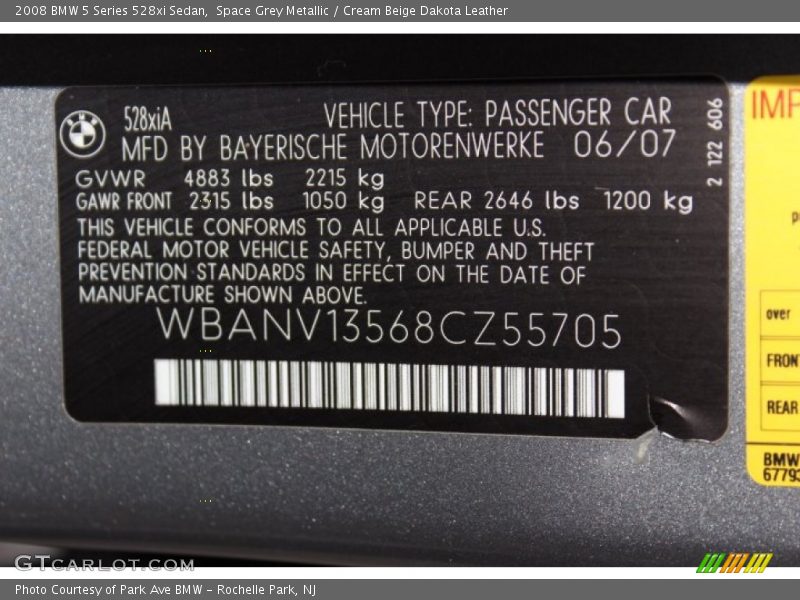 2008 BMW 5 Series 528xi Sedan, Space Grey Metallic / Cream Beige Dakota Leather
528xiA VEHICLE TYPE: PASSENGER CAR
MFD BY BAYERISCHE MOTORENWERKE 06/07
GVWR 4883 lbs 2215 kg
GAWR FRONT 2315 lbs 1050 kg REAR 2646 lbs 1200 kg
THIS VEHICLE CONFORMS TO ALL APPLICABLE U.S.
FEDERAL MOTOR VEHICLE SAFETY, BUMPER AND THEFT
PREVENTION STANDARDS IN EFFECT ON THE DATE OF
MANUFACTURE SHOWN ABOVE.
WBANV13568CZ55705
2 122 606
IMP
over
FRONT
REAR
BMW
6779
GTCARLOT.COM
Photo Courtesy of Park Ave BMW - Rochelle Park, NJ